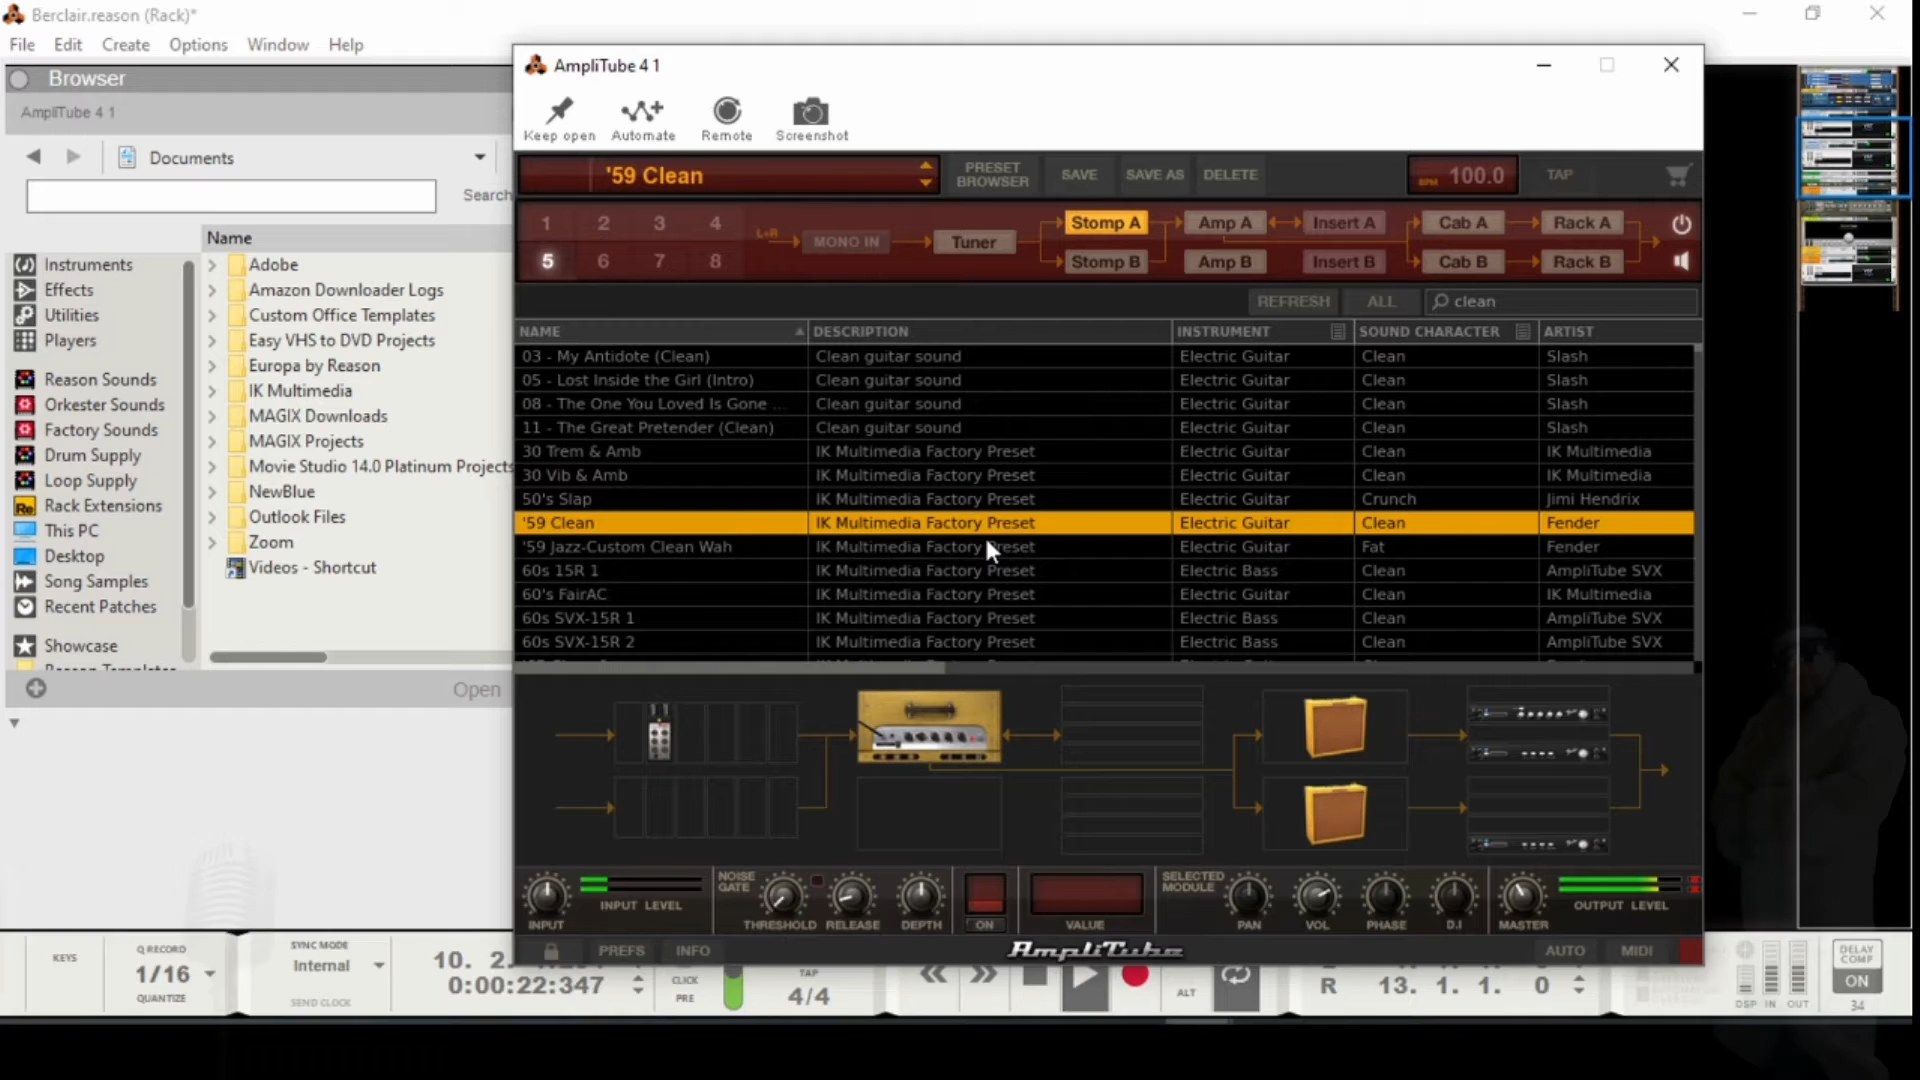 Berclair.reason (Rack)*
File Edit Create Options Window Help
Browser
AmpliTube 4 1
Documents
Search
Name
Instruments
Effects
Utilities
Players
Reason Sounds
Orkester Sounds
Factory Sounds
Drum Supply
Loop Supply
Rack Extensions
This PC
Desktop
Song Samples
Recent Patches
Showcase
Reason Templates
Adobe
Amazon Downloader Logs
Custom Office Templates
Easy VHS to DVD Projects
Europa by Reason
IK Multimedia
MAGIX Downloads
MAGIX Projects
Movie Studio 14.0 Platinum Projects
NewBlue
Outlook Files
Zoom
Videos - Shortcut
Open
AmpliTube 4 1
Keep open Automate Remote Screenshot
'59 Clean PRESET BROWSER SAVE SAVE AS DELETE BPM 100.0 TAP
1 2 3 4 L+R MONO IN Tuner Stomp A Amp A Insert A Cab A Rack A
5 6 7 8 Stomp B Amp B Insert B Cab B Rack B
REFRESH ALL clean
NAME DESCRIPTION INSTRUMENT SOUND CHARACTER ARTIST
03 - My Antidote (Clean) Clean guitar sound Electric Guitar Clean Slash
05 - Lost Inside the Girl (Intro) Clean guitar sound Electric Guitar Clean Slash
08 - The One You Loved Is Gone ... Clean guitar sound Electric Guitar Clean Slash
11 - The Great Pretender (Clean) Clean guitar sound Electric Guitar Clean Slash
30 Trem & Amb IK Multimedia Factory Preset Electric Guitar Clean IK Multimedia
30 Vib & Amb IK Multimedia Factory Preset Electric Guitar Clean IK Multimedia
50's Slap IK Multimedia Factory Preset Electric Guitar Crunch Jimi Hendrix
'59 Clean IK Multimedia Factory Preset Electric Guitar Clean Fender
'59 Jazz-Custom Clean Wah IK Multimedia Factory Preset Electric Guitar Fat Fender
60s 15R 1 IK Multimedia Factory Preset Electric Bass Clean AmpliTube SVX
60's FairAC IK Multimedia Factory Preset Electric Guitar Clean IK Multimedia
60s SVX-15R 1 IK Multimedia Factory Preset Electric Bass Clean AmpliTube SVX
60s SVX-15R 2 IK Multimedia Factory Preset Electric Bass Clean AmpliTube SVX
INPUT INPUT LEVEL NOISE GATE THRESHOLD RELEASE DEPTH ON VALUE SELECTED MODULE PAN VOL PHASE D.I MASTER OUTPUT LEVEL
PREFS INFO AmpliTube AUTO MIDI
KEYS Q RECORD 1/16 QUANTIZE SYNC MODE Internal SEND CLOCK
10. 2.
0:00:22:347
CLICK PRE TAP 4/4 ALT
R 13. 1. 1. 0
DSP IN OUT DELAY COMP ON 34